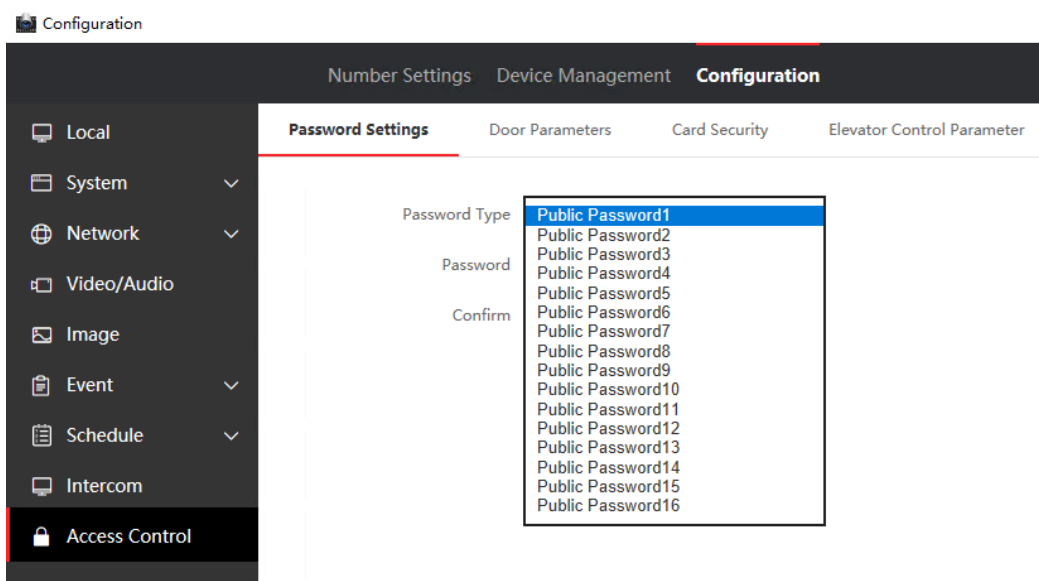 Configuration
Number Settings Device Management Configuration
Local
System
Network
Video/Audio
Image
Event
Schedule
Intercom
Access Control
Password Settings Door Parameters Card Security Elevator Control Parameter
Password Type
Password
Confirm
Public Password1
Public Password2
Public Password3
Public Password4
Public Password5
Public Password6
Public Password7
Public Password8
Public Password9
Public Password10
Public Password11
Public Password12
Public Password13
Public Password14
Public Password15
Public Password16